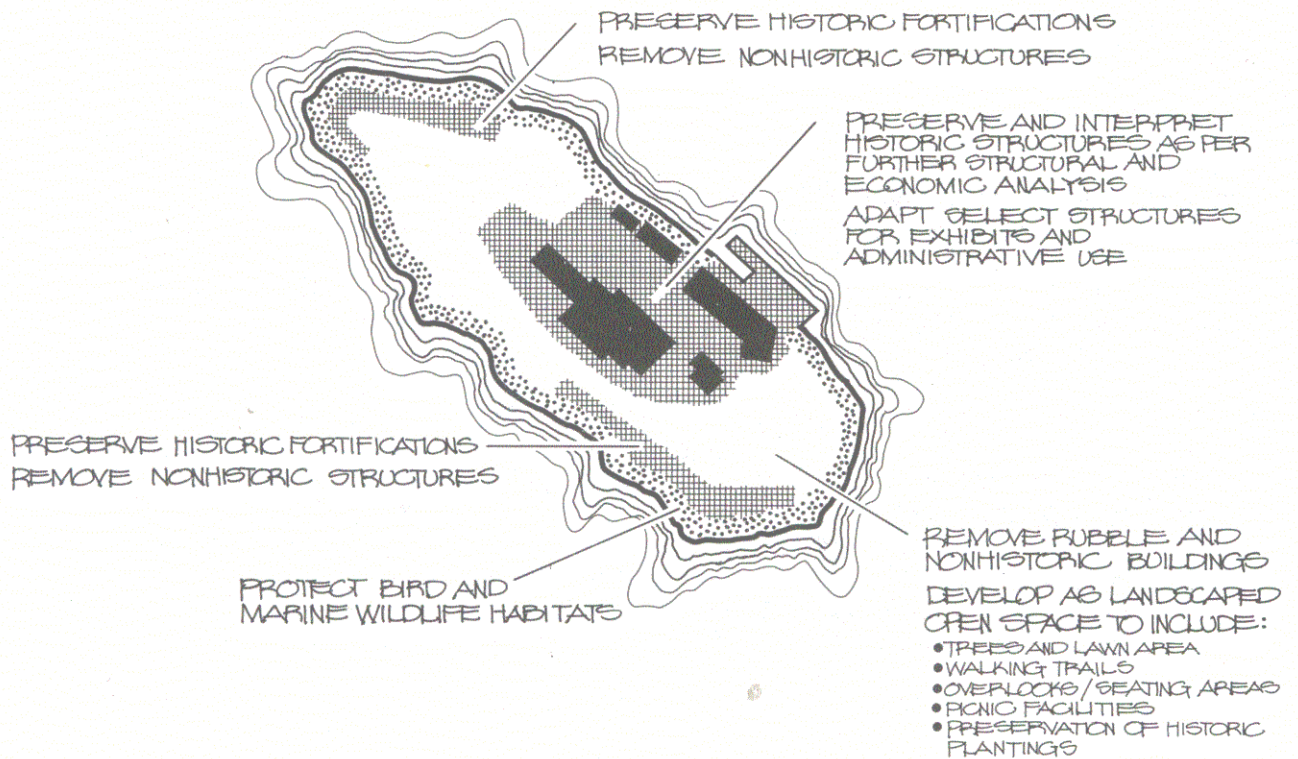 PRESERVE HISTORIC FORTIFICATIONS
REMOVE NONHISTORIC STRUCTURES
PRESERVE AND INTERPRET
HISTORIC STRUCTURES AS PER
FURTHER STRUCTURAL AND
ECONOMIC ANALYSIS
ADAPT SELECT STRUCTURES
FOR EXHIBITS AND
ADMINISTRATIVE USE
PRESERVE HISTORIC FORTIFICATIONS
REMOVE NONHISTORIC STRUCTURES
PROTECT BIRD AND
MARINE WILDLIFE HABITATS
REMOVE RUBBLE AND
NONHISTORIC BUILDINGS
DEVELOP AS LANDSCAPED
OPEN SPACE TO INCLUDE:
• TREES AND LAWN AREA
• WALKING TRAILS
• OVERLOOKS / SEATING AREAS
• PICNIC FACILITIES
• PRESERVATION OF HISTORIC
PLANTINGS